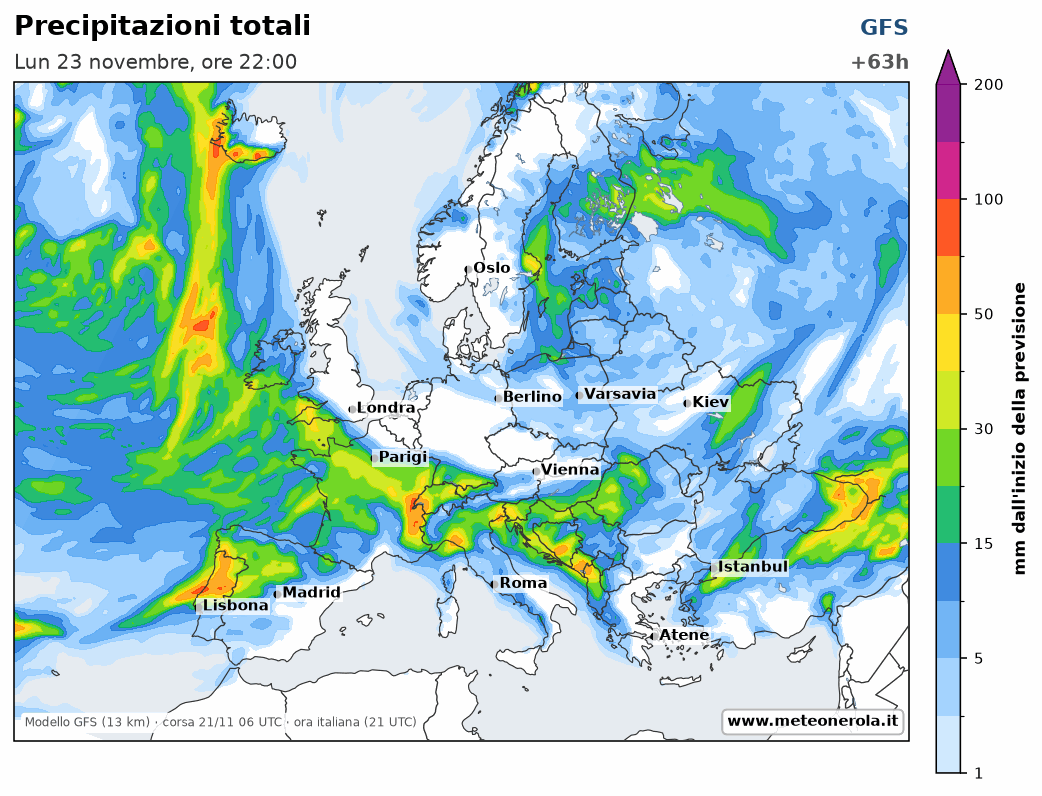 Precipitazioni totali
GFS
Lun 23 novembre, ore 22:00
+63h
200
100
50
30
15
5
1
mm dall'inizio della previsione
Oslo
Londra
Berlino
Varsavia
Kiev
Parigi
Vienna
Istanbul
Roma
Madrid
Lisbona
Atene
Modello GFS (13 km) · corsa 21/11 06 UTC · ora italiana (21 UTC)
www.meteonerola.it